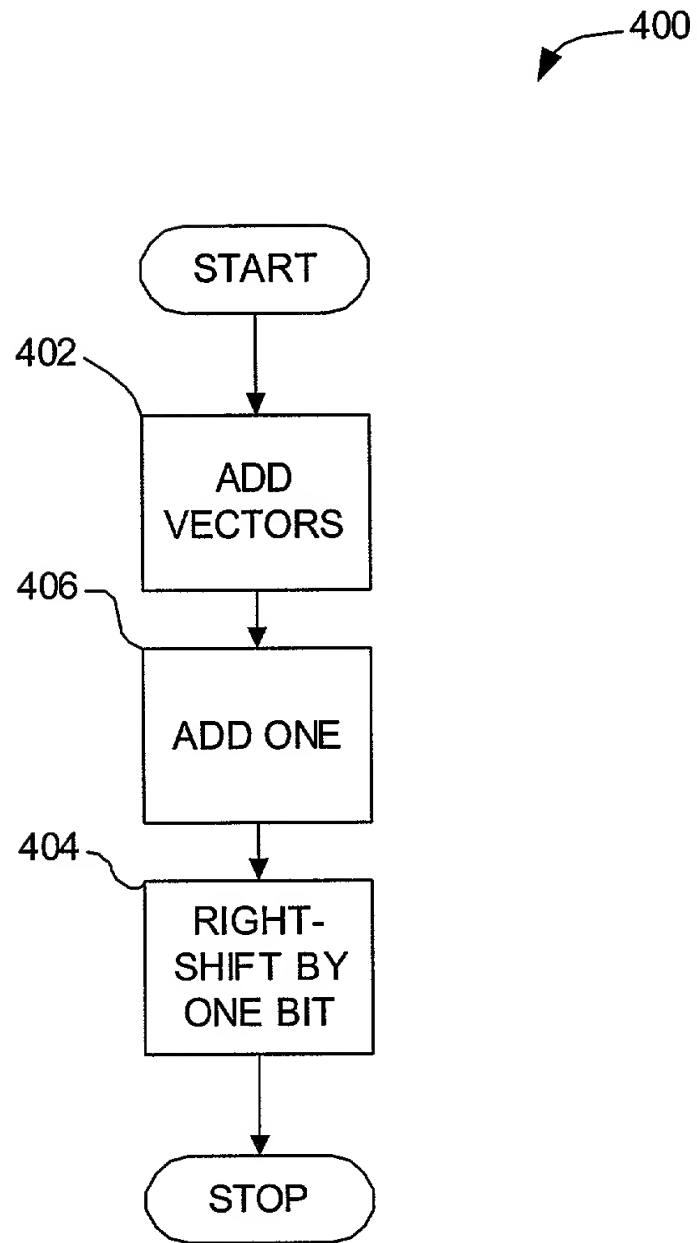 400
START
402
ADD
VECTORS
406
ADD ONE
404
RIGHT-
SHIFT BY
ONE BIT
STOP